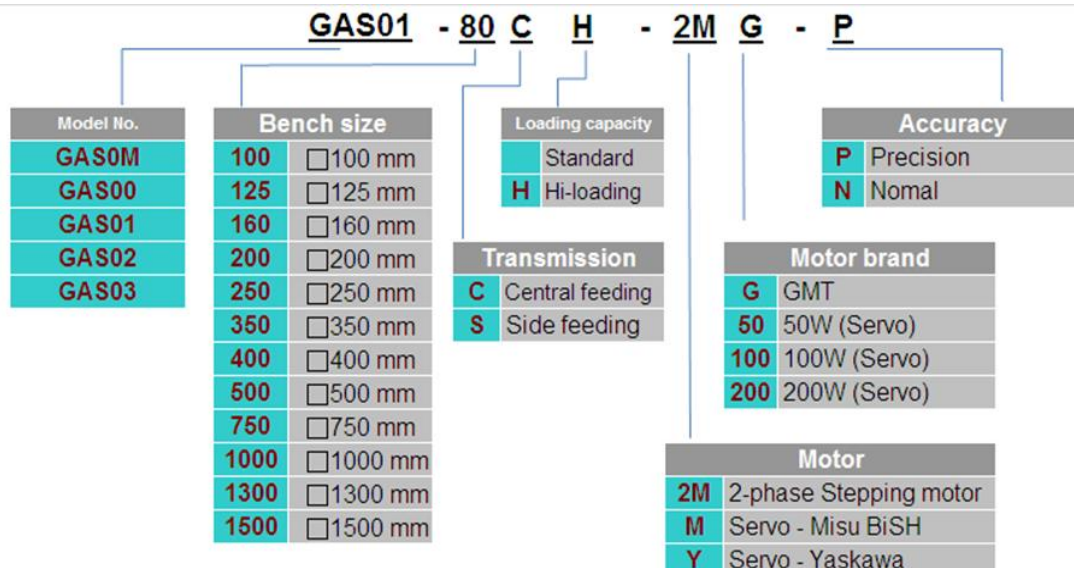 GAS01 - 80 C H - 2M G - P
Model No.
GAS0M
GAS00
GAS01
GAS02
GAS03
Bench size
100 □100 mm
125 □125 mm
160 □160 mm
200 □200 mm
250 □250 mm
350 □350 mm
400 □400 mm
500 □500 mm
750 □750 mm
1000 □1000 mm
1300 □1300 mm
1500 □1500 mm
Loading capacity
Standard
H Hi-loading
Transmission
C Central feeding
S Side feeding
Accuracy
P Precision
N Nomal
Motor brand
G GMT
50 50W (Servo)
100 100W (Servo)
200 200W (Servo)
Motor
2M 2-phase Stepping motor
M Servo - Misu BiSH
Y Servo - Yaskawa